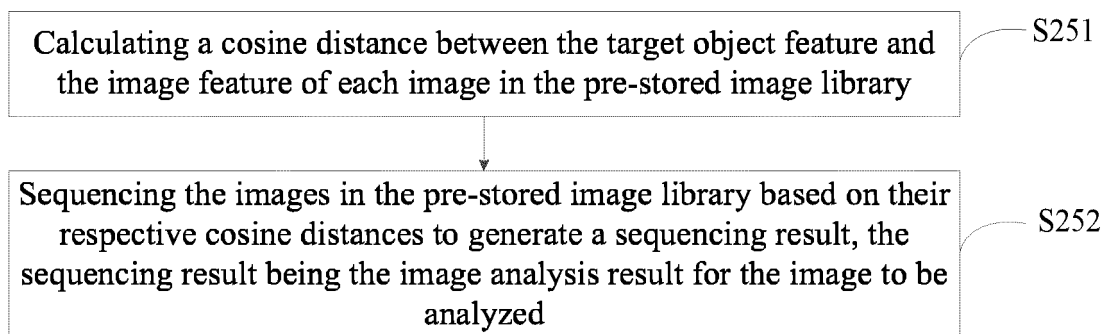 Calculating a cosine distance between the target object feature and
the image feature of each image in the pre-stored image library
S251
Sequencing the images in the pre-stored image library based on their
respective cosine distances to generate a sequencing result, the
sequencing result being the image analysis result for the image to be
analyzed
S252